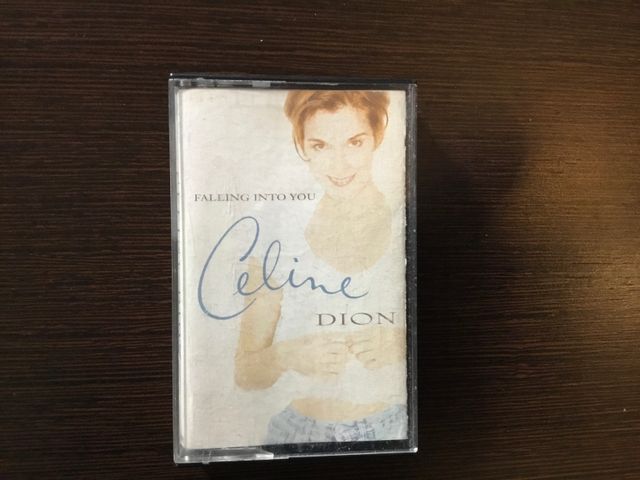 FALLING INTO YOU
Celine
DION